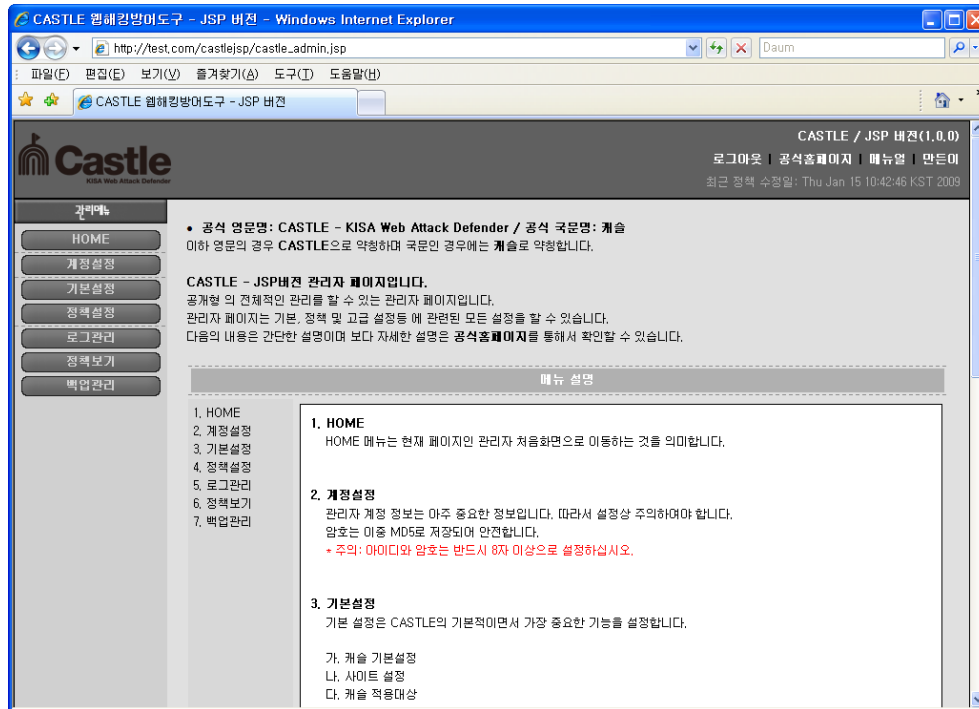 CASTLE 웹해킹방어도구 - JSP 버전 - Windows Internet Explorer
http://test.com/castlejsp/castle_admin.jsp
Daum
파일(F) 편집(E) 보기(V) 즐겨찾기(A) 도구(T) 도움말(H)
CASTLE 웹해킹방어도구 - JSP 버전
Castle
KISA Web Attack Defender
CASTLE / JSP 버전(1.0.0)
로그아웃 | 공식홈페이지 | 메뉴얼 | 만든이
최근 정책 수정일: Thu Jan 15 10:42:46 KST 2009
관리메뉴
HOME
계정설정
기본설정
정책설정
로그관리
정책보기
백업관리
• 공식 영문명: CASTLE - KISA Web Attack Defender / 공식 국문명: 캐슬
이하 영문의 경우 CASTLE으로 약칭하며 국문인 경우에는 캐슬로 약칭합니다.
CASTLE - JSP버전 관리자 페이지입니다.
공개형 의 전체적인 관리를 할 수 있는 관리자 페이지입니다.
관리자 페이지는 기본, 정책 및 고급 설정등 에 관련된 모든 설정을 할 수 있습니다.
다음의 내용은 간단한 설명이며 보다 자세한 설명은 공식홈페이지를 통해서 확인할 수 있습니다.
메뉴 설명
1. HOME
2. 계정설정
3. 기본설정
4. 정책설정
5. 로그관리
6. 정책보기
7. 백업관리
1. HOME
HOME 메뉴는 현재 페이지인 관리자 처음화면으로 이동하는 것을 의미합니다.
2. 계정설정
관리자 계정 정보는 아주 중요한 정보입니다. 따라서 설정상 주의하여야 합니다.
암호는 이중 MD5로 저장되어 안전합니다.
* 주의: 아이디와 암호는 반드시 8자 이상으로 설정하십시오.
3. 기본설정
기본 설정은 CASTLE의 기본적이면서 가장 중요한 기능을 설정합니다.
가. 캐슬 기본설정
나. 사이트 설정
다. 캐슬 적용대상